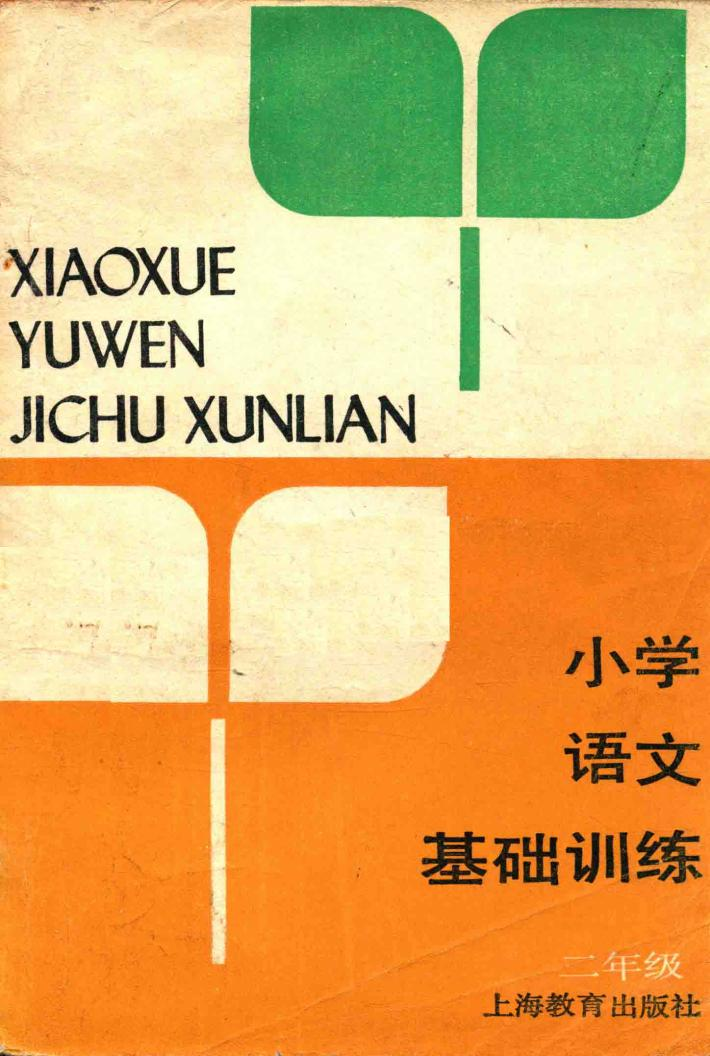 XIAOXUE
YUWEN
JICHU XUNLIAN
小学
语文
基础训练
二年级
上海教育出版社